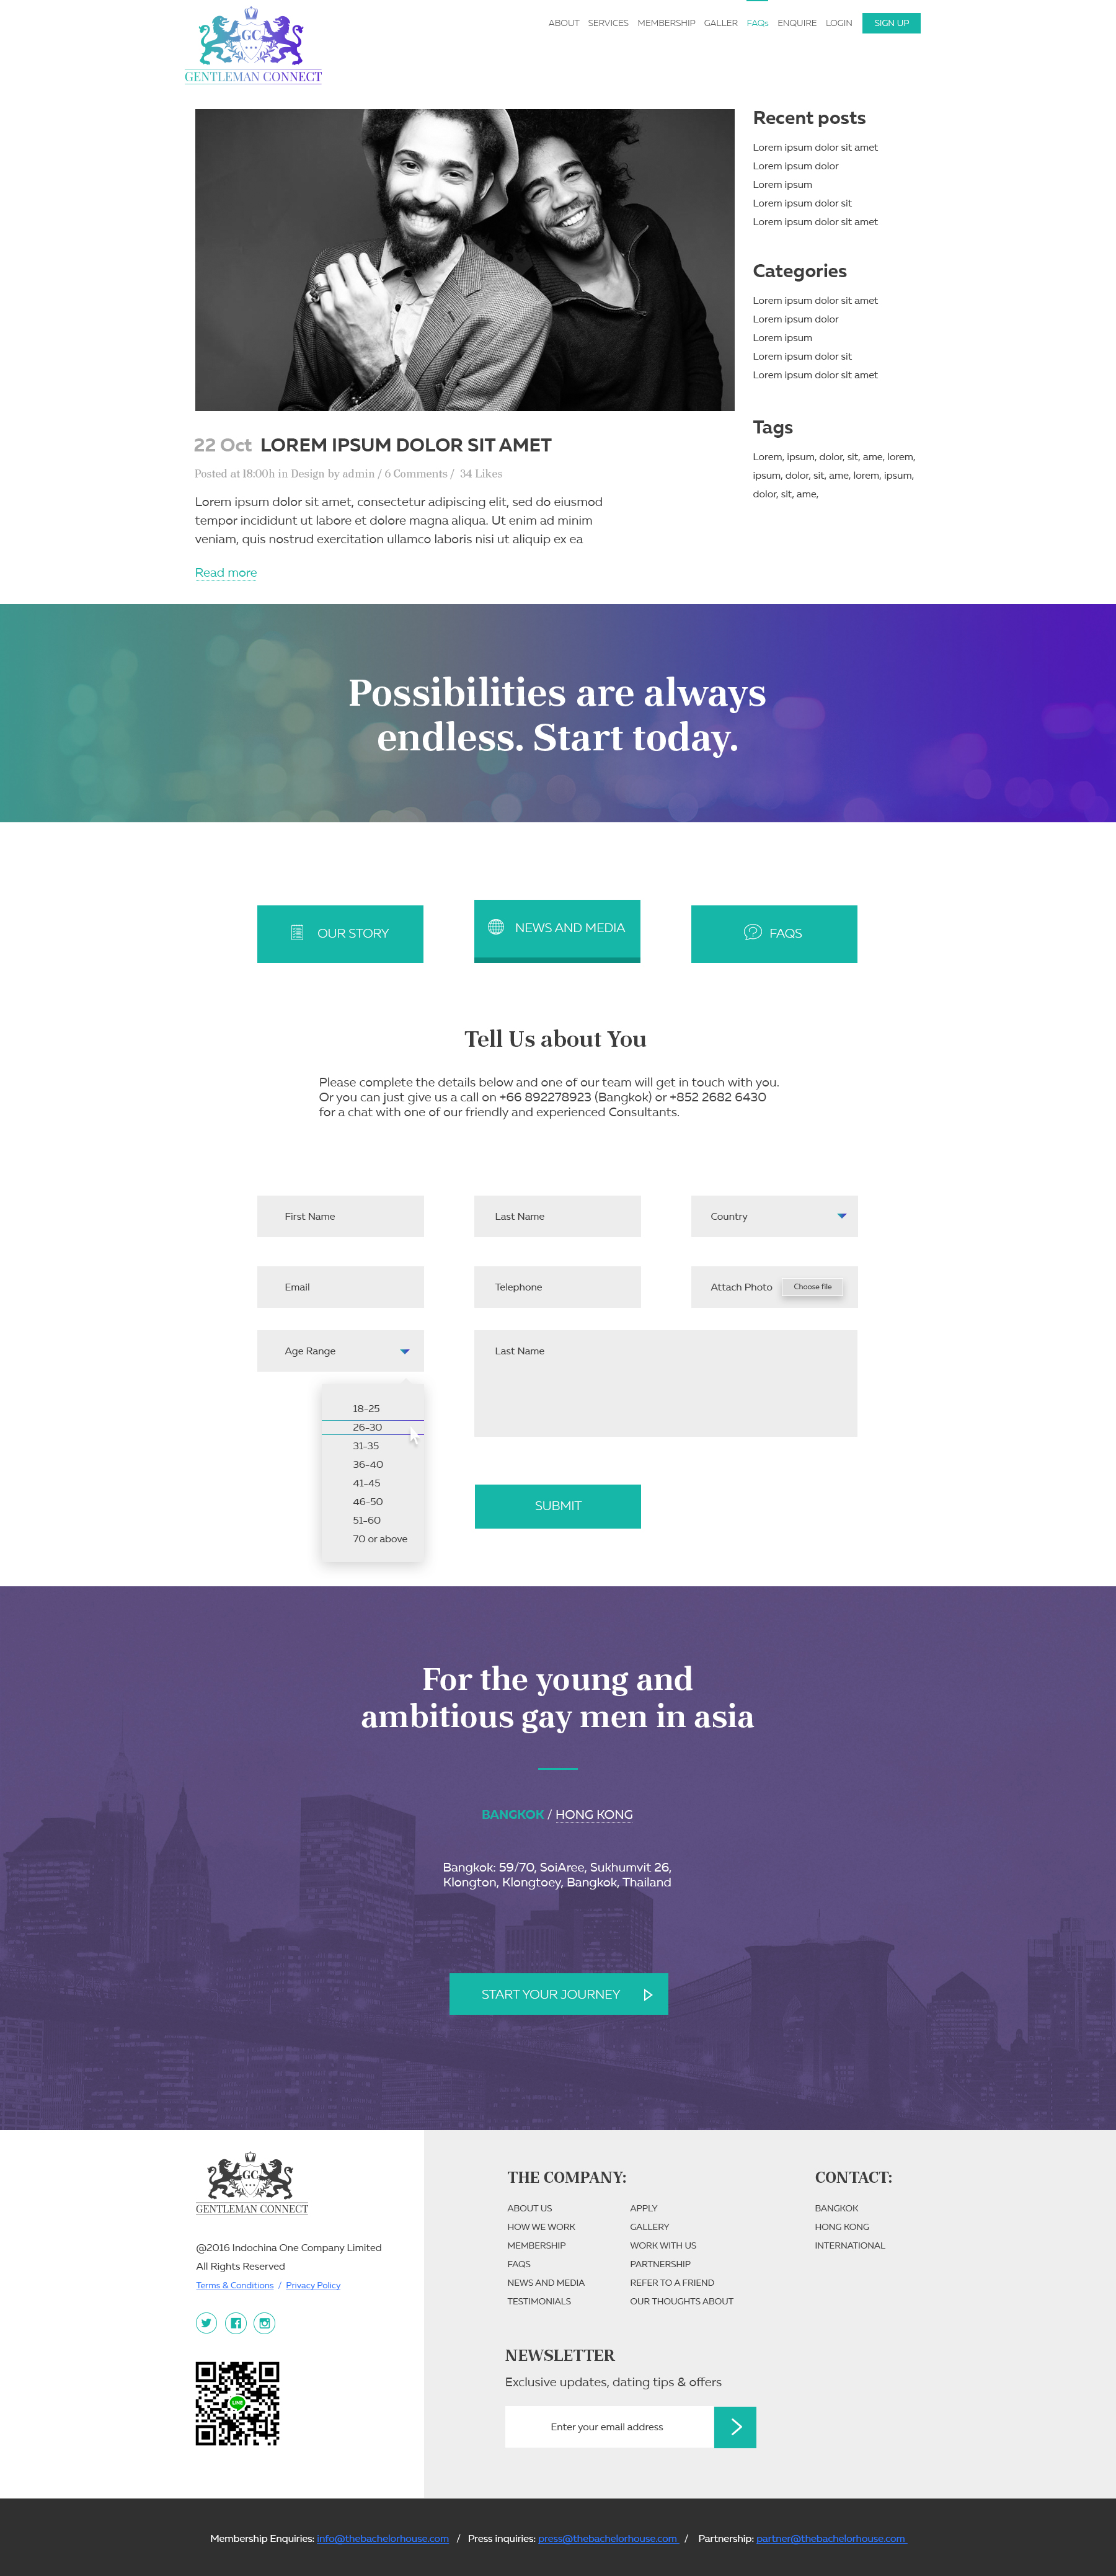 GC
GENTLEMAN CONNECT
ABOUT SERVICES MEMBERSHIP GALLER FAQs ENQUIRE LOGIN SIGN UP
Recent posts
Lorem ipsum dolor sit amet
Lorem ipsum dolor
Lorem ipsum
Lorem ipsum dolor sit
Lorem ipsum dolor sit amet
Categories
Lorem ipsum dolor sit amet
Lorem ipsum dolor
Lorem ipsum
Lorem ipsum dolor sit
Lorem ipsum dolor sit amet
Tags
Lorem, ipsum, dolor, sit, ame, lorem,
ipsum, dolor, sit, ame, lorem, ipsum,
dolor, sit, ame,
22 Oct LOREM IPSUM DOLOR SIT AMET
Posted at 18:00h in Design by admin / 6 Comments / 34 Likes
Lorem ipsum dolor sit amet, consectetur adipiscing elit, sed do eiusmod
tempor incididunt ut labore et dolore magna aliqua. Ut enim ad minim
veniam, quis nostrud exercitation ullamco laboris nisi ut aliquip ex ea
Read more
Possibilities are always
endless. Start today.
OUR STORY
NEWS AND MEDIA
FAQS
Tell Us about You
Please complete the details below and one of our team will get in touch with you.
Or you can just give us a call on +66 892278923 (Bangkok) or +852 2682 6430
for a chat with one of our friendly and experienced Consultants.
First Name
Last Name
Country
Email
Telephone
Attach Photo Choose file
Age Range
Last Name
18-25
26-30
31-35
36-40
41-45
46-50
51-60
70 or above
SUBMIT
For the young and
ambitious gay men in asia
BANGKOK / HONG KONG
Bangkok: 59/70, SoiAree, Sukhumvit 26,
Klongton, Klongtoey, Bangkok, Thailand
START YOUR JOURNEY
GC
GENTLEMAN CONNECT
@2016 Indochina One Company Limited
All Rights Reserved
Terms & Conditions / Privacy Policy
LINE
THE COMPANY:
ABOUT US
HOW WE WORK
MEMBERSHIP
FAQS
NEWS AND MEDIA
TESTIMONIALS
APPLY
GALLERY
WORK WITH US
PARTNERSHIP
REFER TO A FRIEND
OUR THOUGHTS ABOUT
CONTACT:
BANGKOK
HONG KONG
INTERNATIONAL
NEWSLETTER
Exclusive updates, dating tips & offers
Enter your email address
Membership Enquiries: info@thebachelorhouse.com / Press inquiries: press@thebachelorhouse.com / Partnership: partner@thebachelorhouse.com